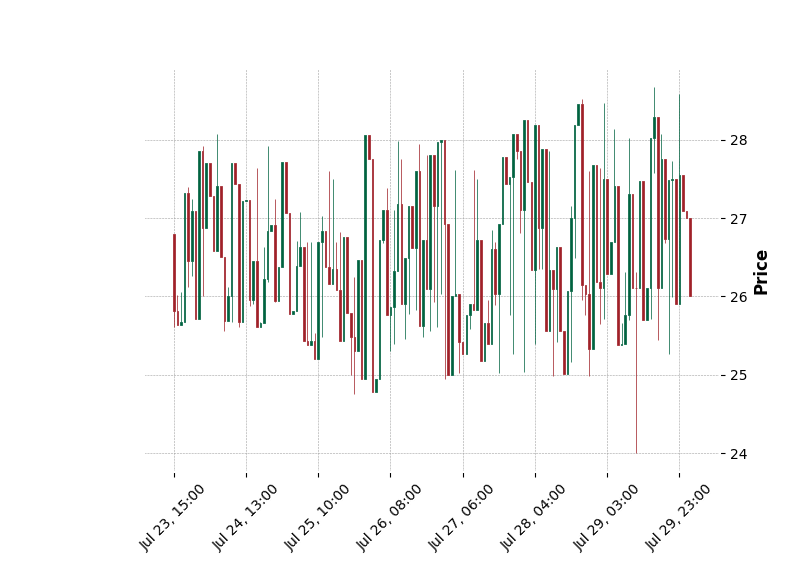 28
27
26
25
24
Price
Jul 23, 15:00
Jul 24, 13:00
Jul 25, 10:00
Jul 26, 08:00
Jul 27, 06:00
Jul 28, 04:00
Jul 29, 03:00
Jul 29, 23:00